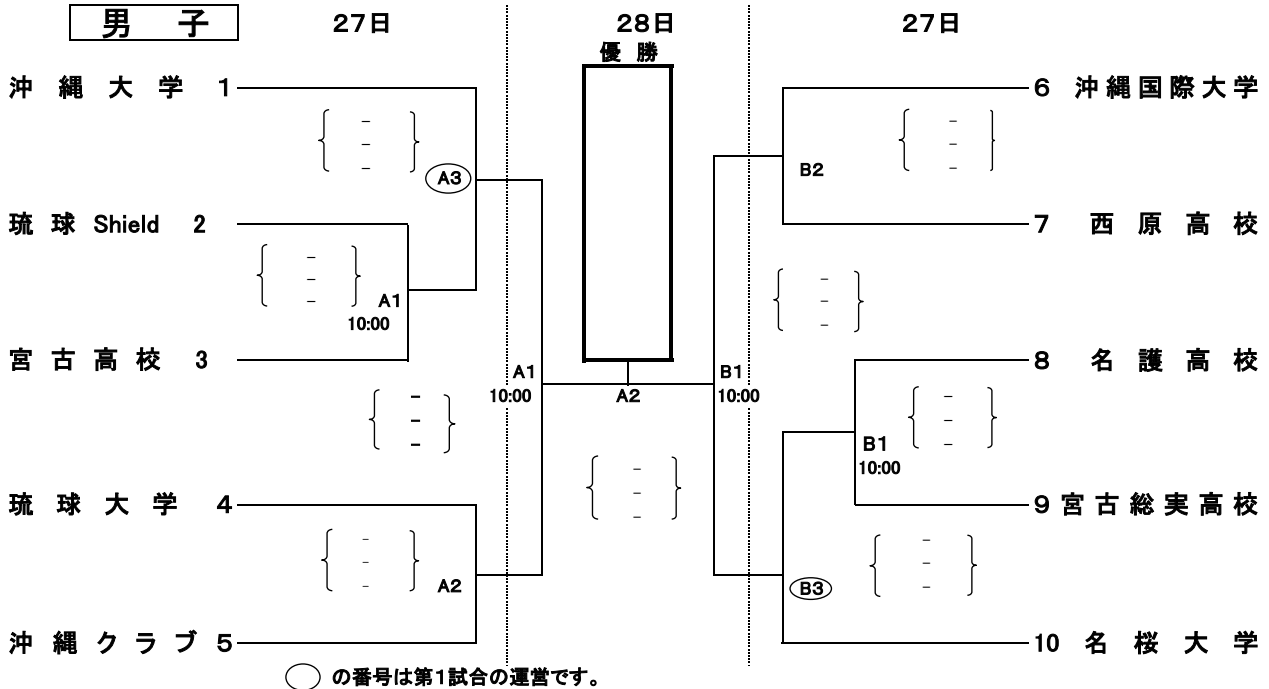 男 子 27日 28日 27日
優 勝
沖 縄 大 学 1
6 沖縄国際大学
{ - - - }
{ - - - }
A3
B2
琉 球 Shield 2
7 西 原 高 校
{ - - - }
A1
10:00
{ - - - }
宮 古 高 校 3
8 名 護 高 校
A1
10:00
A2
B1
10:00
{ - - - }
{ - - - }
B1
10:00
{ - - - }
琉 球 大 学 4
9 宮古総実高校
{ - - - }
A2
B3
{ - - - }
沖 縄 ク ラ ブ 5
10 名 桜 大 学
の番号は第1試合の運営です。